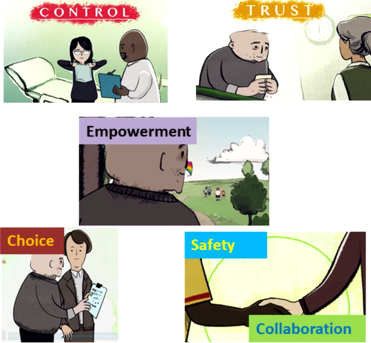 CONTROL
TRUST
Empowerment
Choice
Safety
Collaboration